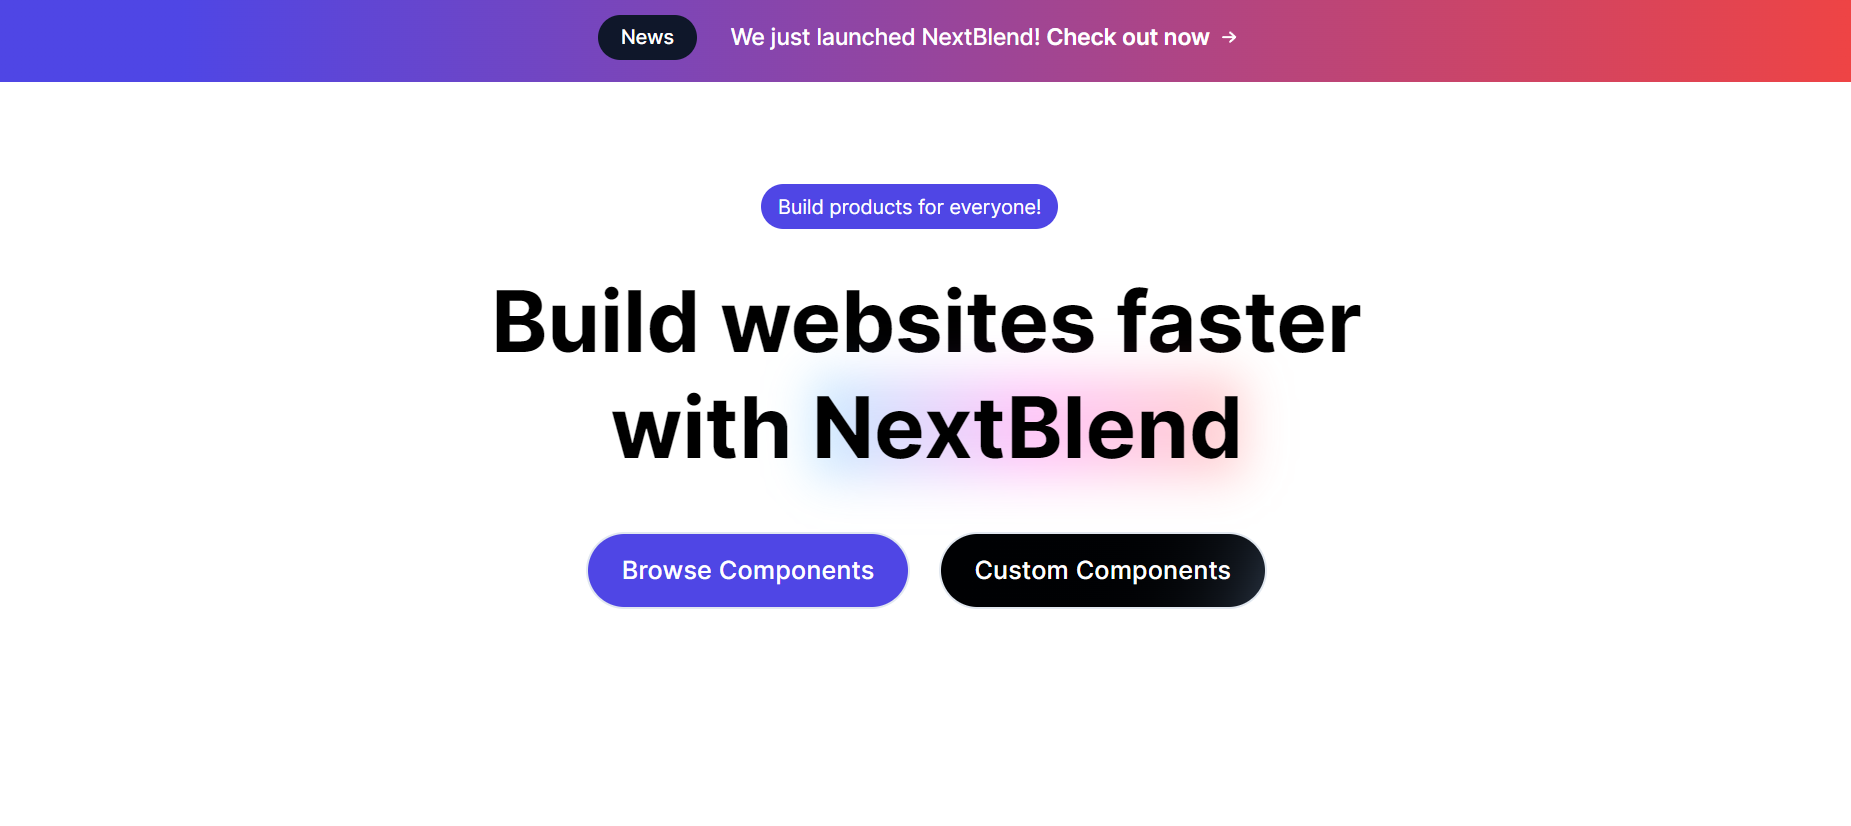 News We just launched NextBlend! Check out now →
Build products for everyone!
Build websites faster
with NextBlend
Browse Components Custom Components